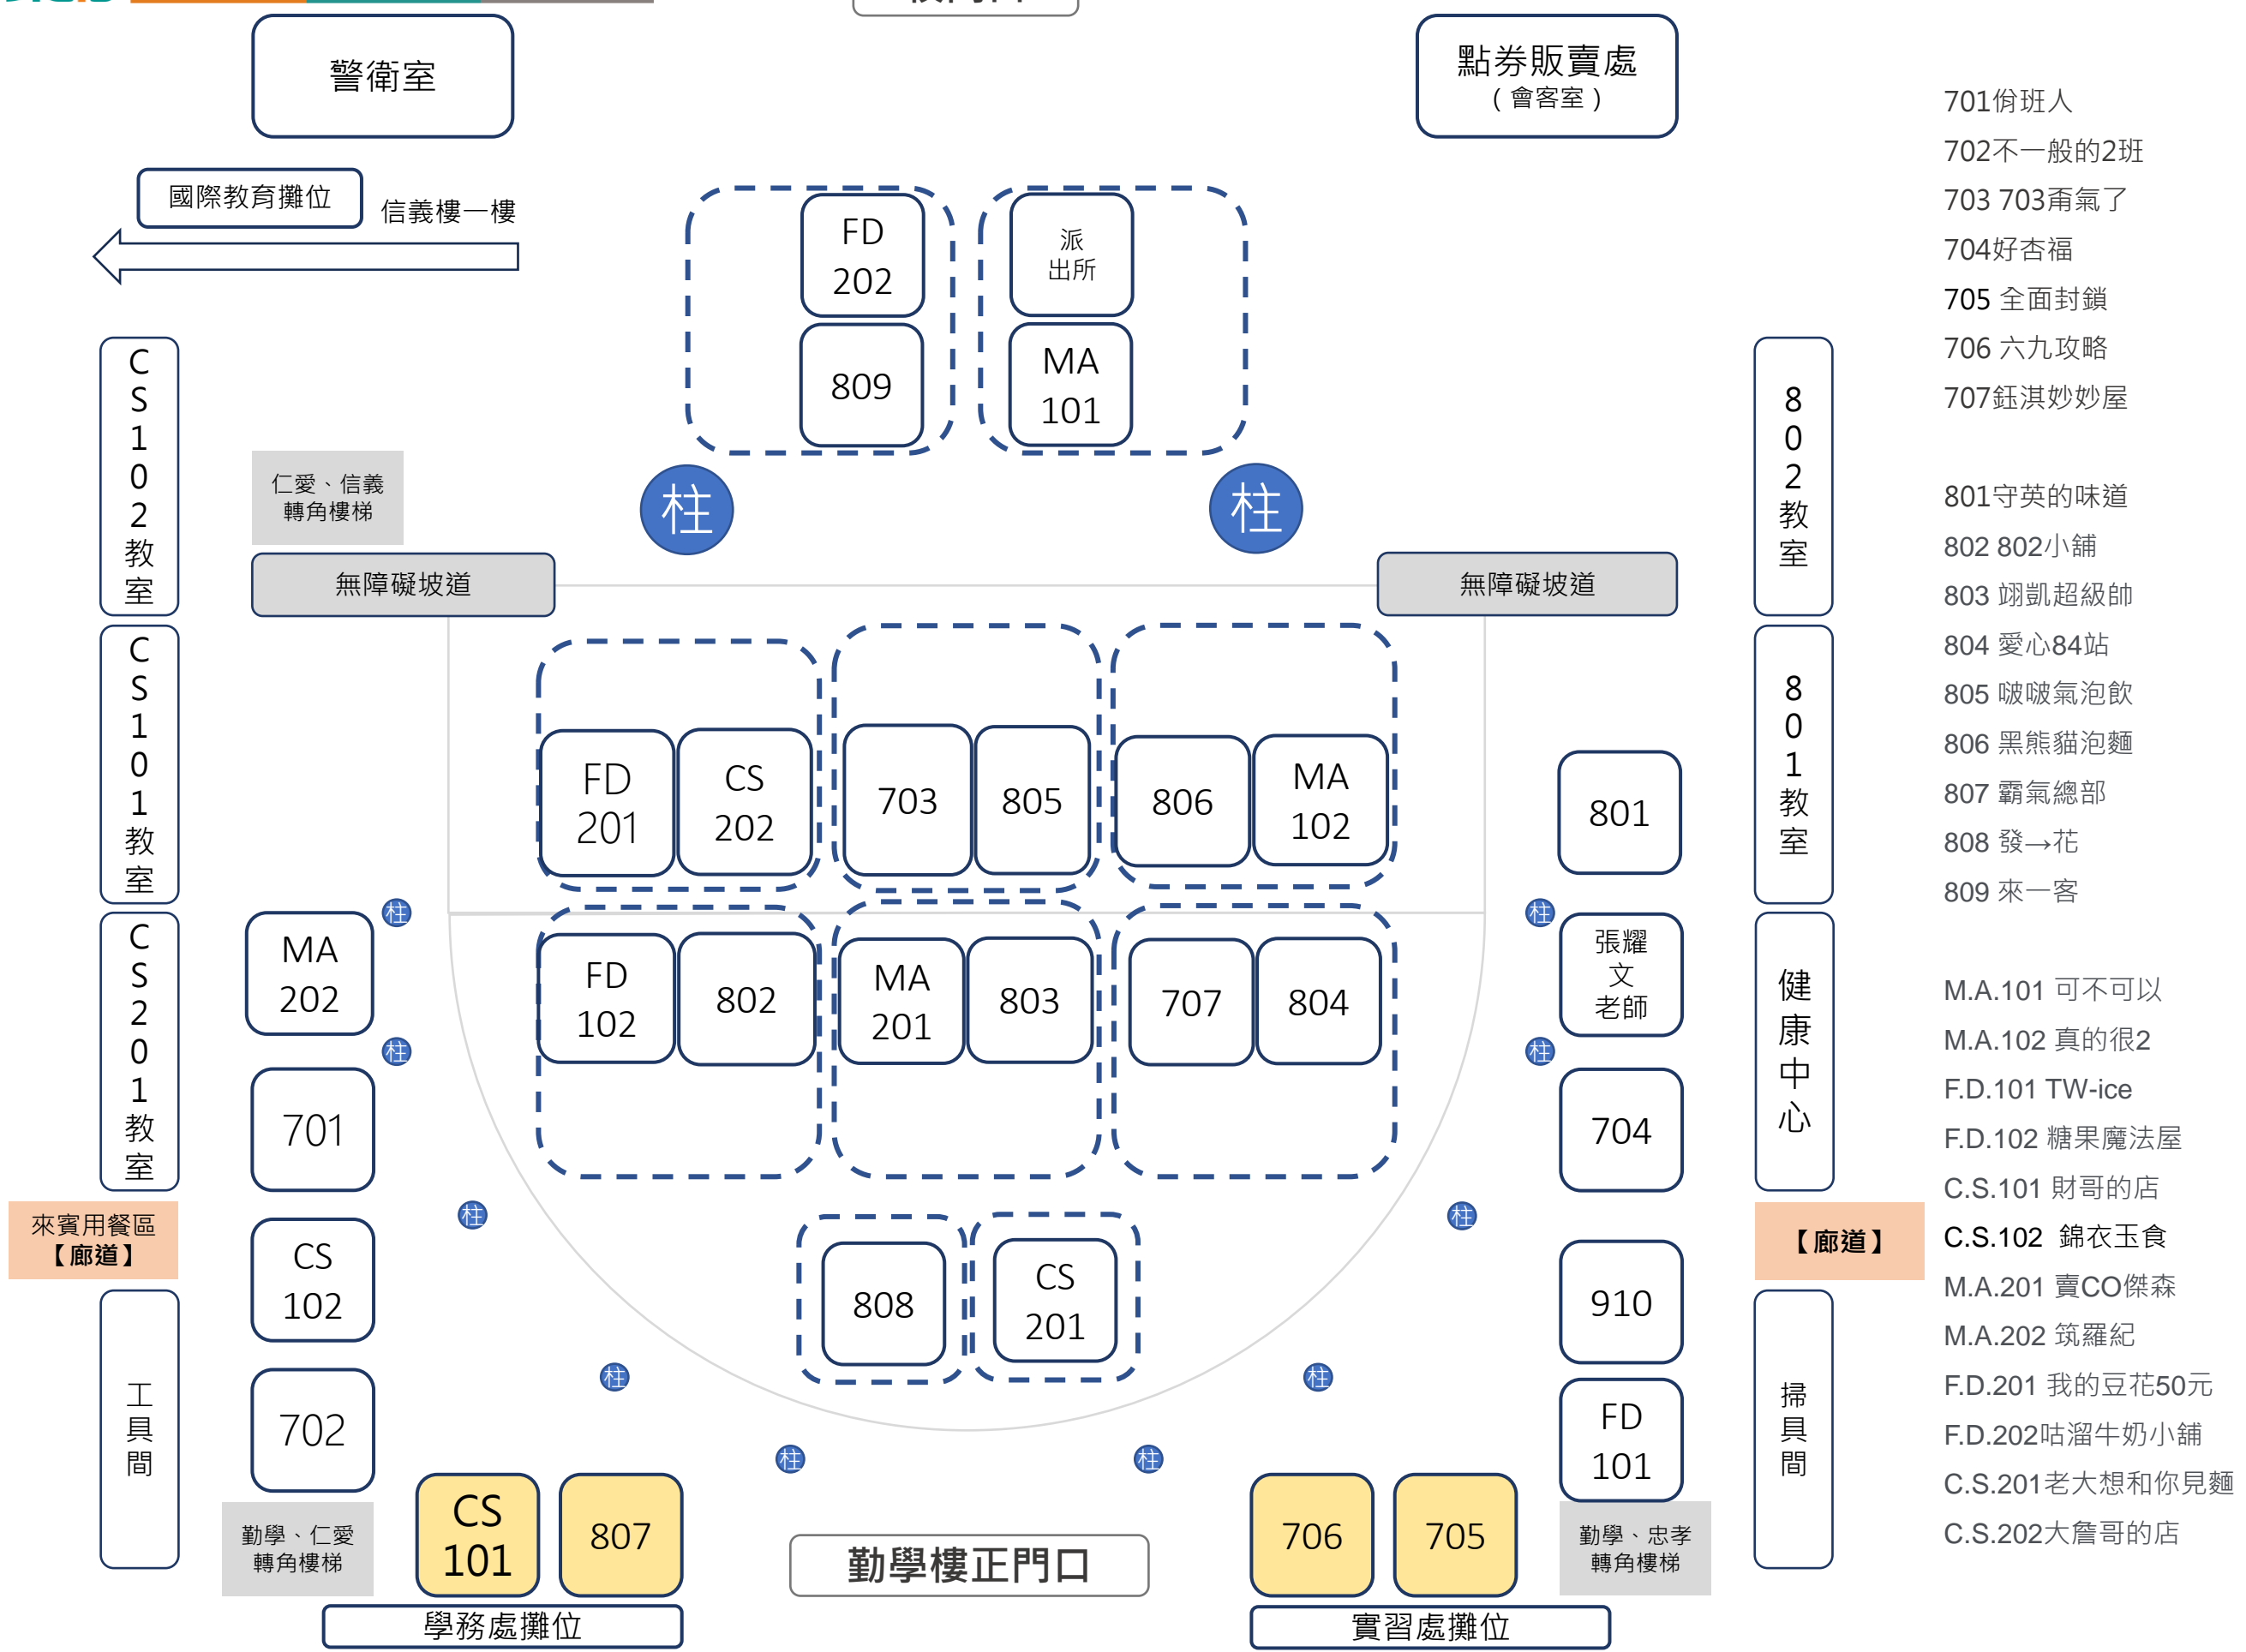 警衛室
點券販賣處
(會客室)
國際教育攤位
信義樓一樓
FD
202
派
出所
809
MA
101
CS102教室
802教室
仁愛、信義
轉角樓梯
柱
柱
無障礙坡道
無障礙坡道
CS101教室
801教室
FD
201
CS
202
703
805
806
MA
102
801
CS201教室
健康中心
MA
202
柱
柱
柱
柱
張耀
文
老師
FD
102
802
MA
201
803
707
804
701
704
來賓用餐區
【廊道】
【廊道】
柱
柱
CS
102
808
CS
201
910
工具間
掃具間
702
柱
柱
柱
柱
FD
101
勤學、仁愛
轉角樓梯
CS
101
807
勤學樓正門口
706
705
勤學、忠孝
轉角樓梯
學務處攤位
實習處攤位
701佾班人
702不一般的2班
703 703甭氣了
704好杏福
705 全面封鎖
706 六九攻略
707鈺淇妙妙屋
801守英的味道
802 802小舖
803 翊凱超級帥
804 愛心84站
805 啵啵氣泡飲
806 黑熊貓泡麵
807 霸氣總部
808 發→花
809 來一客
M.A.101 可不可以
M.A.102 真的很2
F.D.101 TW-ice
F.D.102 糖果魔法屋
C.S.101 財哥的店
C.S.102 錦衣玉食
M.A.201 賣CO傑森
M.A.202 筑羅紀
F.D.201 我的豆花50元
F.D.202咕溜牛奶小舖
C.S.201老大想和你見麵
C.S.202大詹哥的店